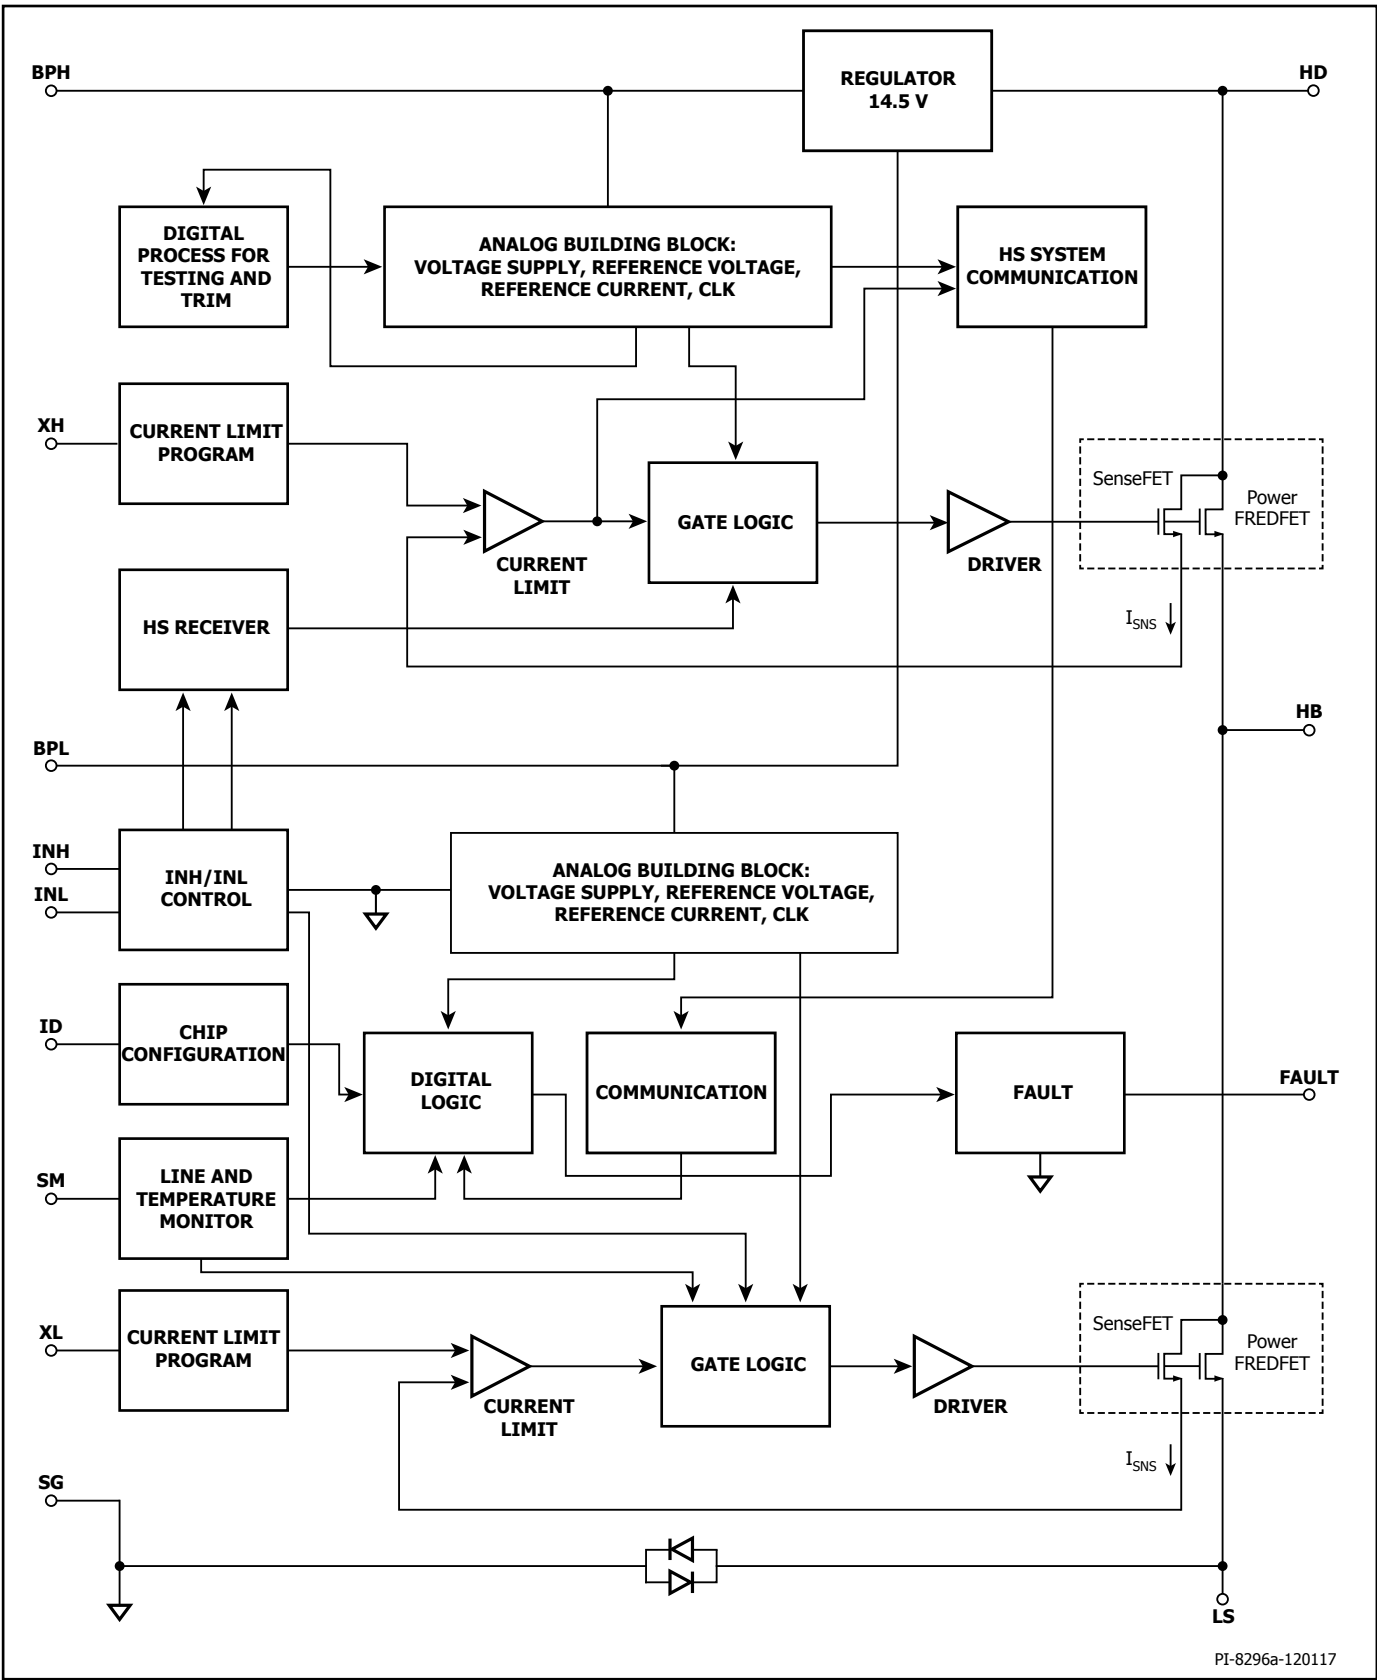 BPH
REGULATOR
14.5 V
HD
DIGITAL
PROCESS FOR
TESTING AND
TRIM
ANALOG BUILDING BLOCK:
VOLTAGE SUPPLY, REFERENCE VOLTAGE,
REFERENCE CURRENT, CLK
HS SYSTEM
COMMUNICATION
XH
CURRENT LIMIT
PROGRAM
CURRENT
LIMIT
GATE LOGIC
DRIVER
SenseFET
Power
FREDFET
HS RECEIVER
ISNS
HB
BPL
INH
INL
INH/INL
CONTROL
ANALOG BUILDING BLOCK:
VOLTAGE SUPPLY, REFERENCE VOLTAGE,
REFERENCE CURRENT, CLK
ID
CHIP
CONFIGURATION
DIGITAL
LOGIC
COMMUNICATION
FAULT
FAULT
SM
LINE AND
TEMPERATURE
MONITOR
XL
CURRENT LIMIT
PROGRAM
CURRENT
LIMIT
GATE LOGIC
DRIVER
SenseFET
Power
FREDFET
ISNS
SG
LS
PI-8296a-120117